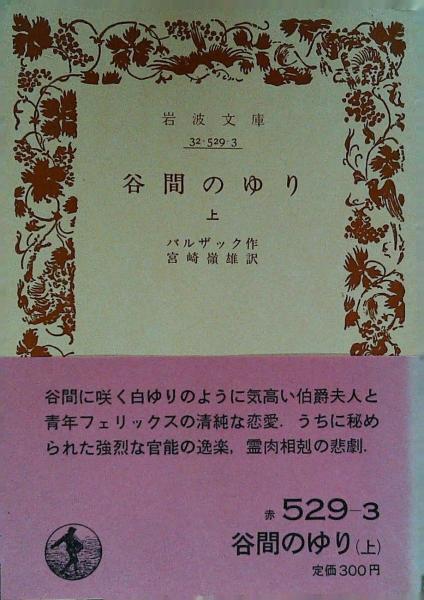 岩波文庫
32-529-3
谷間のゆり
上
バルザック作
宮崎嶺雄訳
谷間に咲く白ゆりのように気高い伯爵夫人と
青年フェリックスの清純な恋愛．うちに秘め
られた強烈な官能の逸楽，霊肉相剋の悲劇．
赤 529-3
谷間のゆり(上)
定価300円